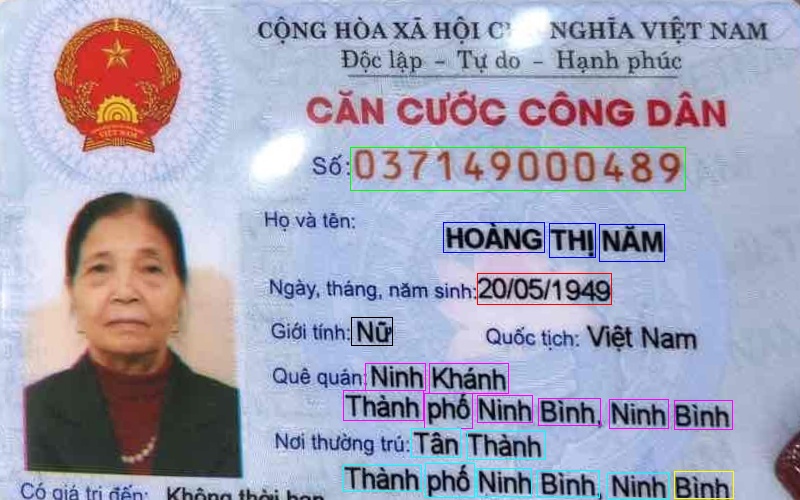 CỘNG HÒA XÃ HỘI CHỦ NGHĨA VIỆT NAM
Độc lập - Tự do - Hạnh phúc
CĂN CƯỚC CÔNG DÂN
VIỆT NAM
Số: 037149000489
Họ và tên:
HOÀNG THỊ NĂM
Ngày, tháng, năm sinh: 20/05/1949
Giới tính: Nữ Quốc tịch: Việt Nam
Quê quán: Ninh Khánh
Thành phố Ninh Bình, Ninh Bình
Nơi thường trú: Tân Thành
Thành phố Ninh Bình, Ninh Bình
Có giá trị đến: Không thời hạn